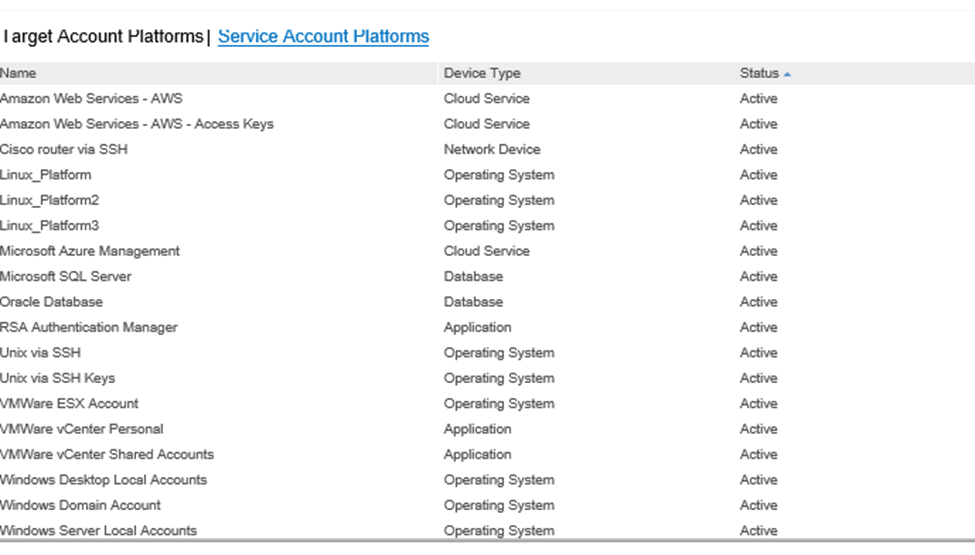 Target Account Platforms | Service Account Platforms
Name Device Type Status
Amazon Web Services - AWS Cloud Service Active
Amazon Web Services - AWS - Access Keys Cloud Service Active
Cisco router via SSH Network Device Active
Linux_Platform Operating System Active
Linux_Platform2 Operating System Active
Linux_Platform3 Operating System Active
Microsoft Azure Management Cloud Service Active
Microsoft SQL Server Database Active
Oracle Database Database Active
RSA Authentication Manager Application Active
Unix via SSH Operating System Active
Unix via SSH Keys Operating System Active
VMWare ESX Account Operating System Active
VMWare vCenter Personal Application Active
VMWare vCenter Shared Accounts Application Active
Windows Desktop Local Accounts Operating System Active
Windows Domain Account Operating System Active
Windows Server Local Accounts Operating System Active